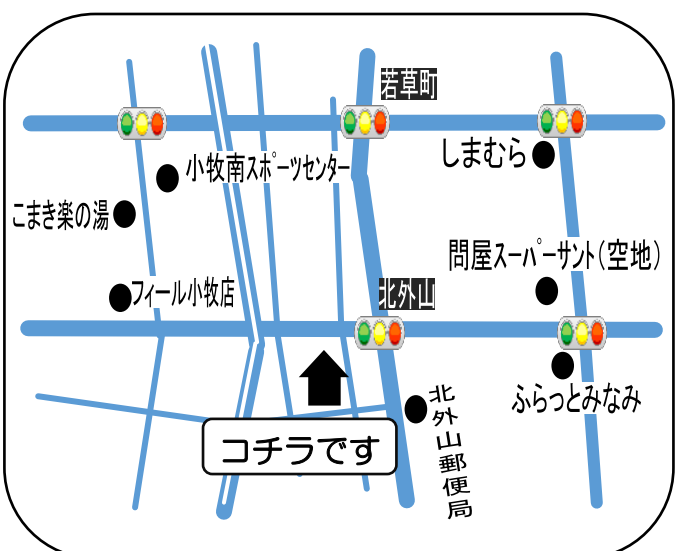 若草町
しまむら
小牧南スポーツセンター
こまき楽の湯
問屋スーパーサント(空地)
フィール小牧店
北外山
ふらっとみなみ
北外山郵便局
コチラです